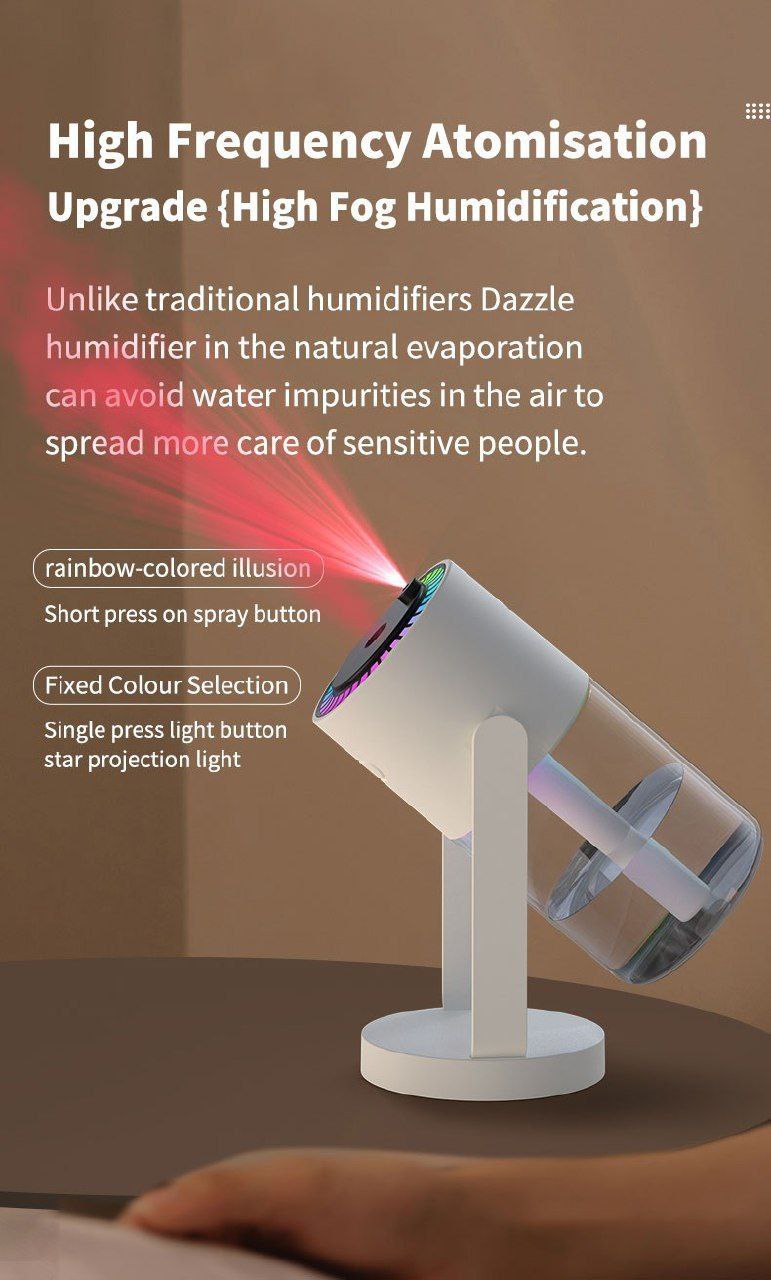 High Frequency Atomisation
Upgrade {High Fog Humidification}
Unlike traditional humidifiers Dazzle
humidifier in the natural evaporation
can avoid water impurities in the air to
spread more care of sensitive people.
rainbow-colored illusion
Short press on spray button
Fixed Colour Selection
Single press light button
star projection light